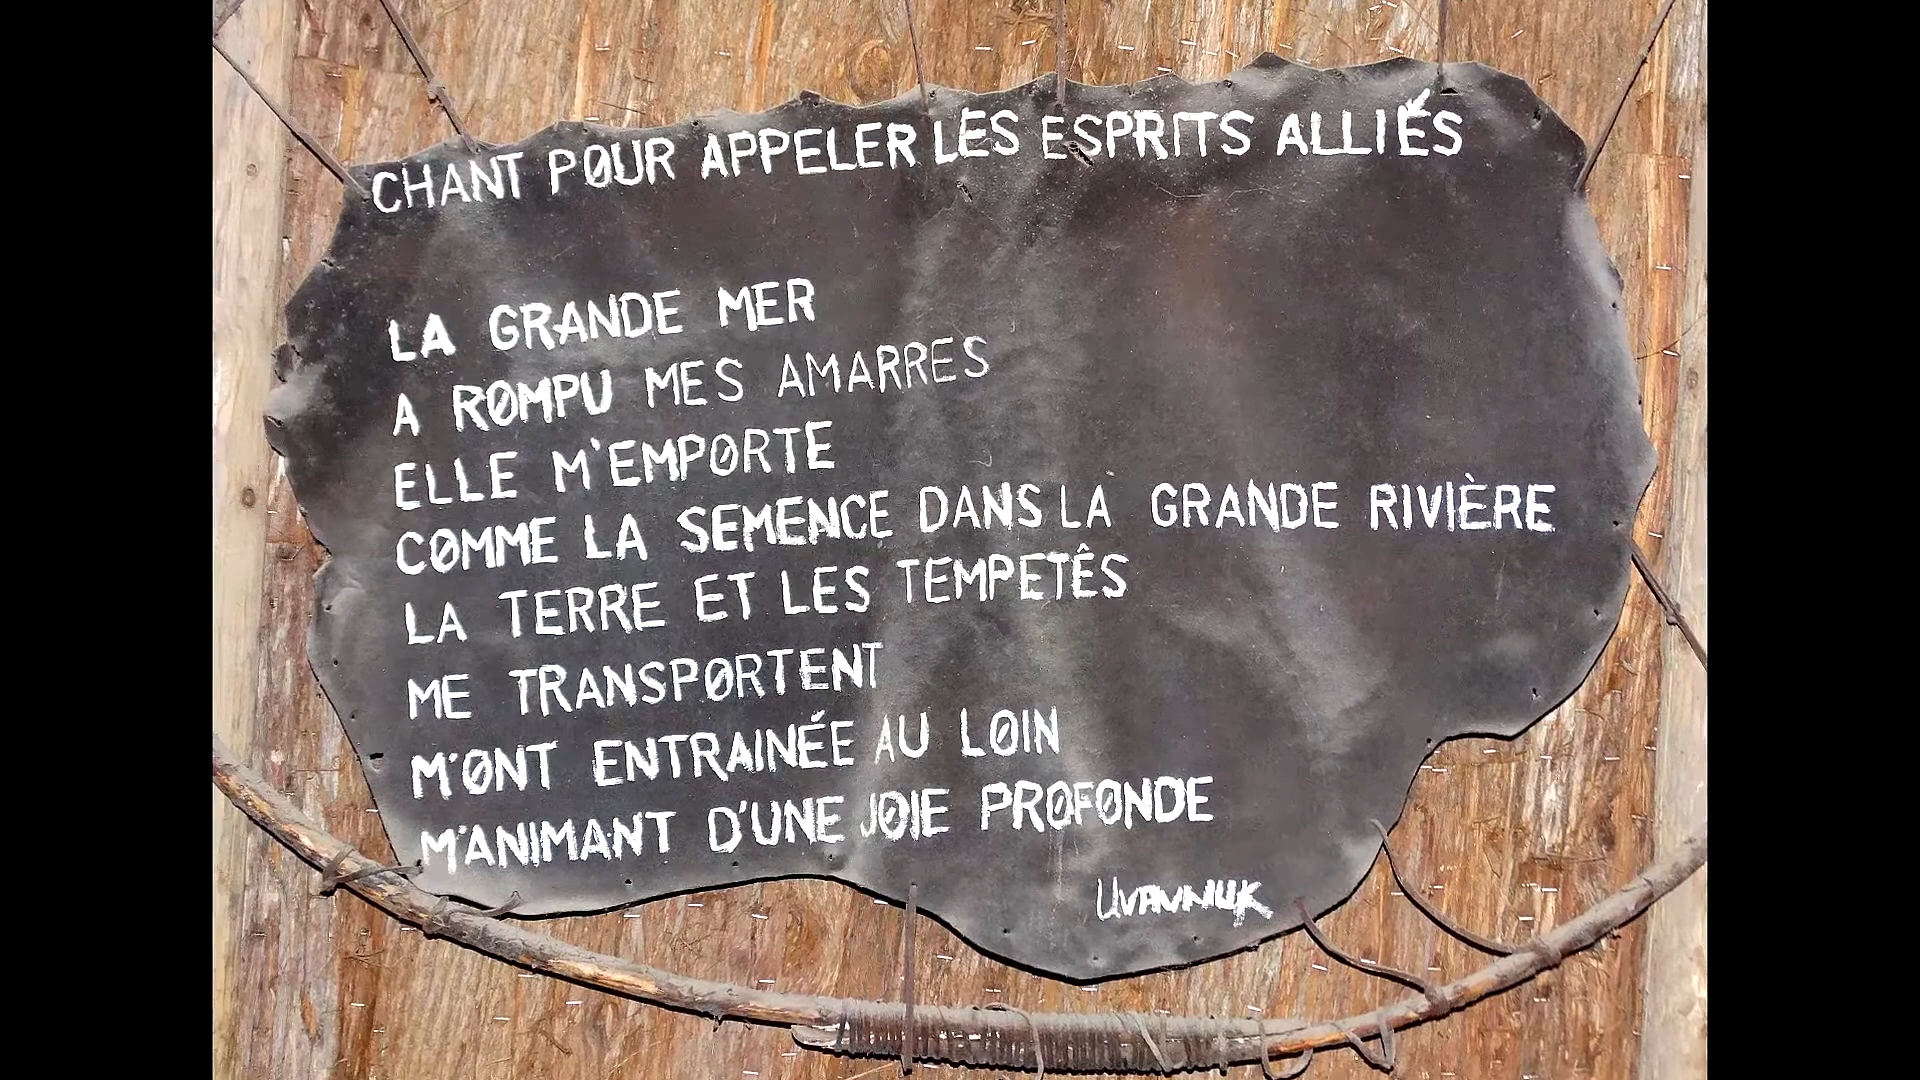 CHANT POUR APPELER LES ESPRITS ALLIÉS
LA GRANDE MER
A ROMPU MES AMARRES
ELLE M'EMPORTE
COMME LA SEMENCE DANS LA GRANDE RIVIÈRE
LA TERRE ET LES TEMPETÊS
ME TRANSPORTENT
M'ONT ENTRAINÉE AU LOIN
M'ANIMANT D'UNE JOIE PROFONDE
UVAVNUK